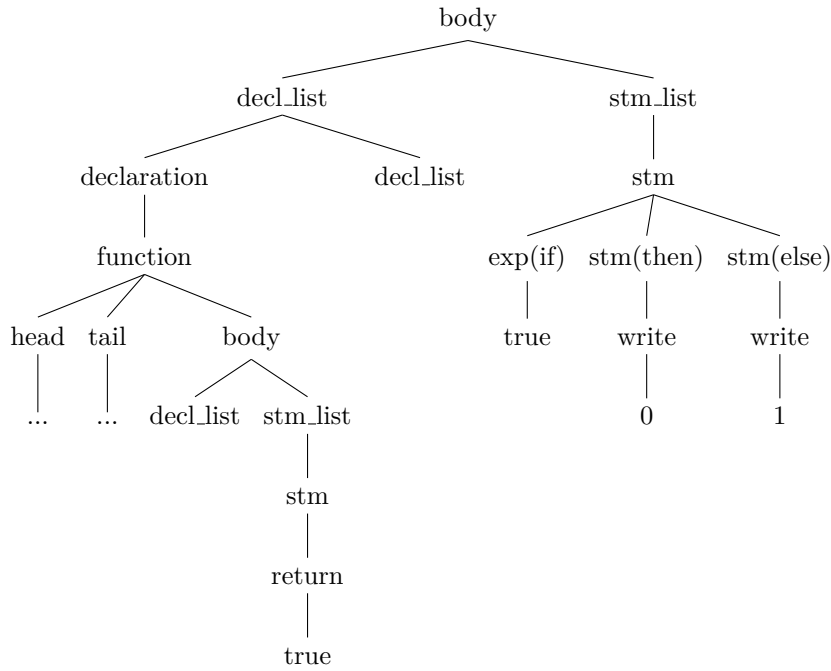 body
decl_list stm_list
declaration decl_list stm
function exp(if) stm(then) stm(else)
head tail body true write write
... ... decl_list stm_list 0 1
stm
return
true